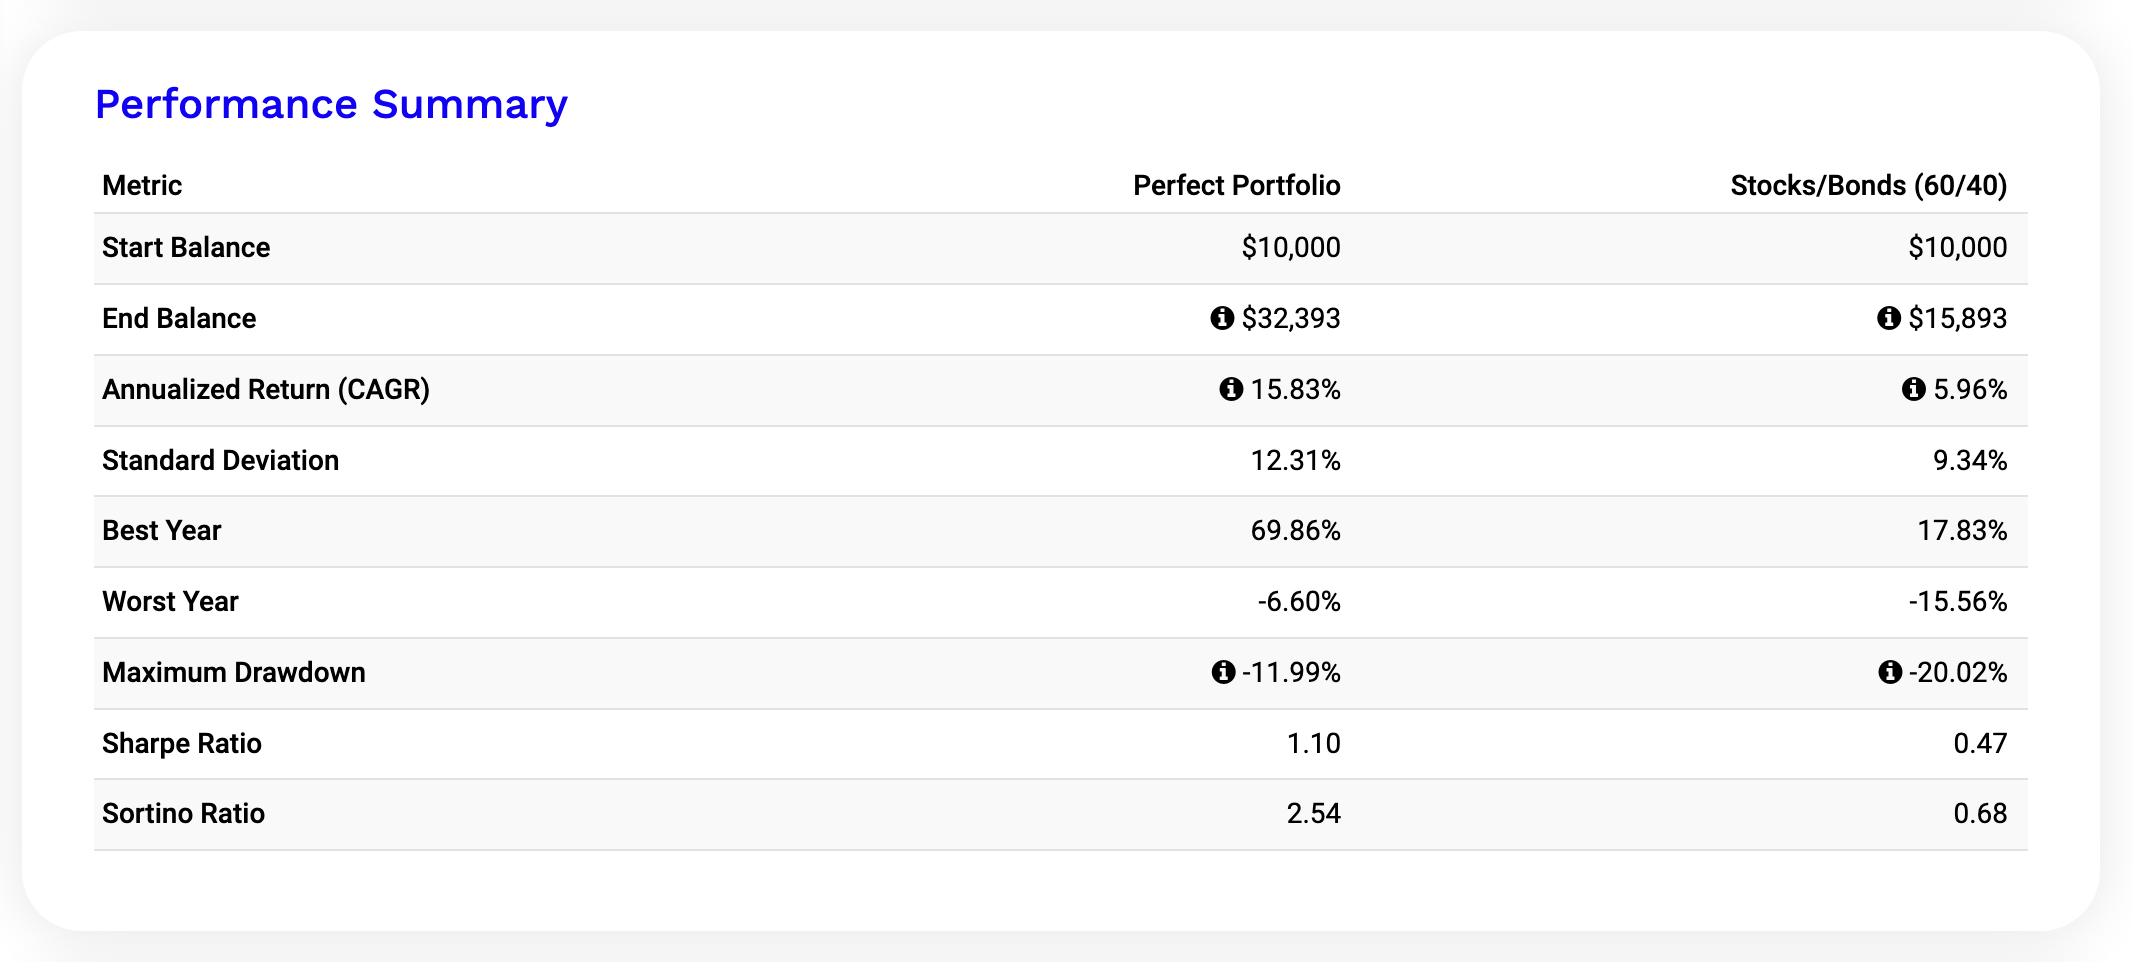 Performance Summary
Metric Perfect Portfolio Stocks/Bonds (60/40)
Start Balance $10,000 $10,000
End Balance $32,393 $15,893
Annualized Return (CAGR) 15.83% 5.96%
Standard Deviation 12.31% 9.34%
Best Year 69.86% 17.83%
Worst Year -6.60% -15.56%
Maximum Drawdown -11.99% -20.02%
Sharpe Ratio 1.10 0.47
Sortino Ratio 2.54 0.68